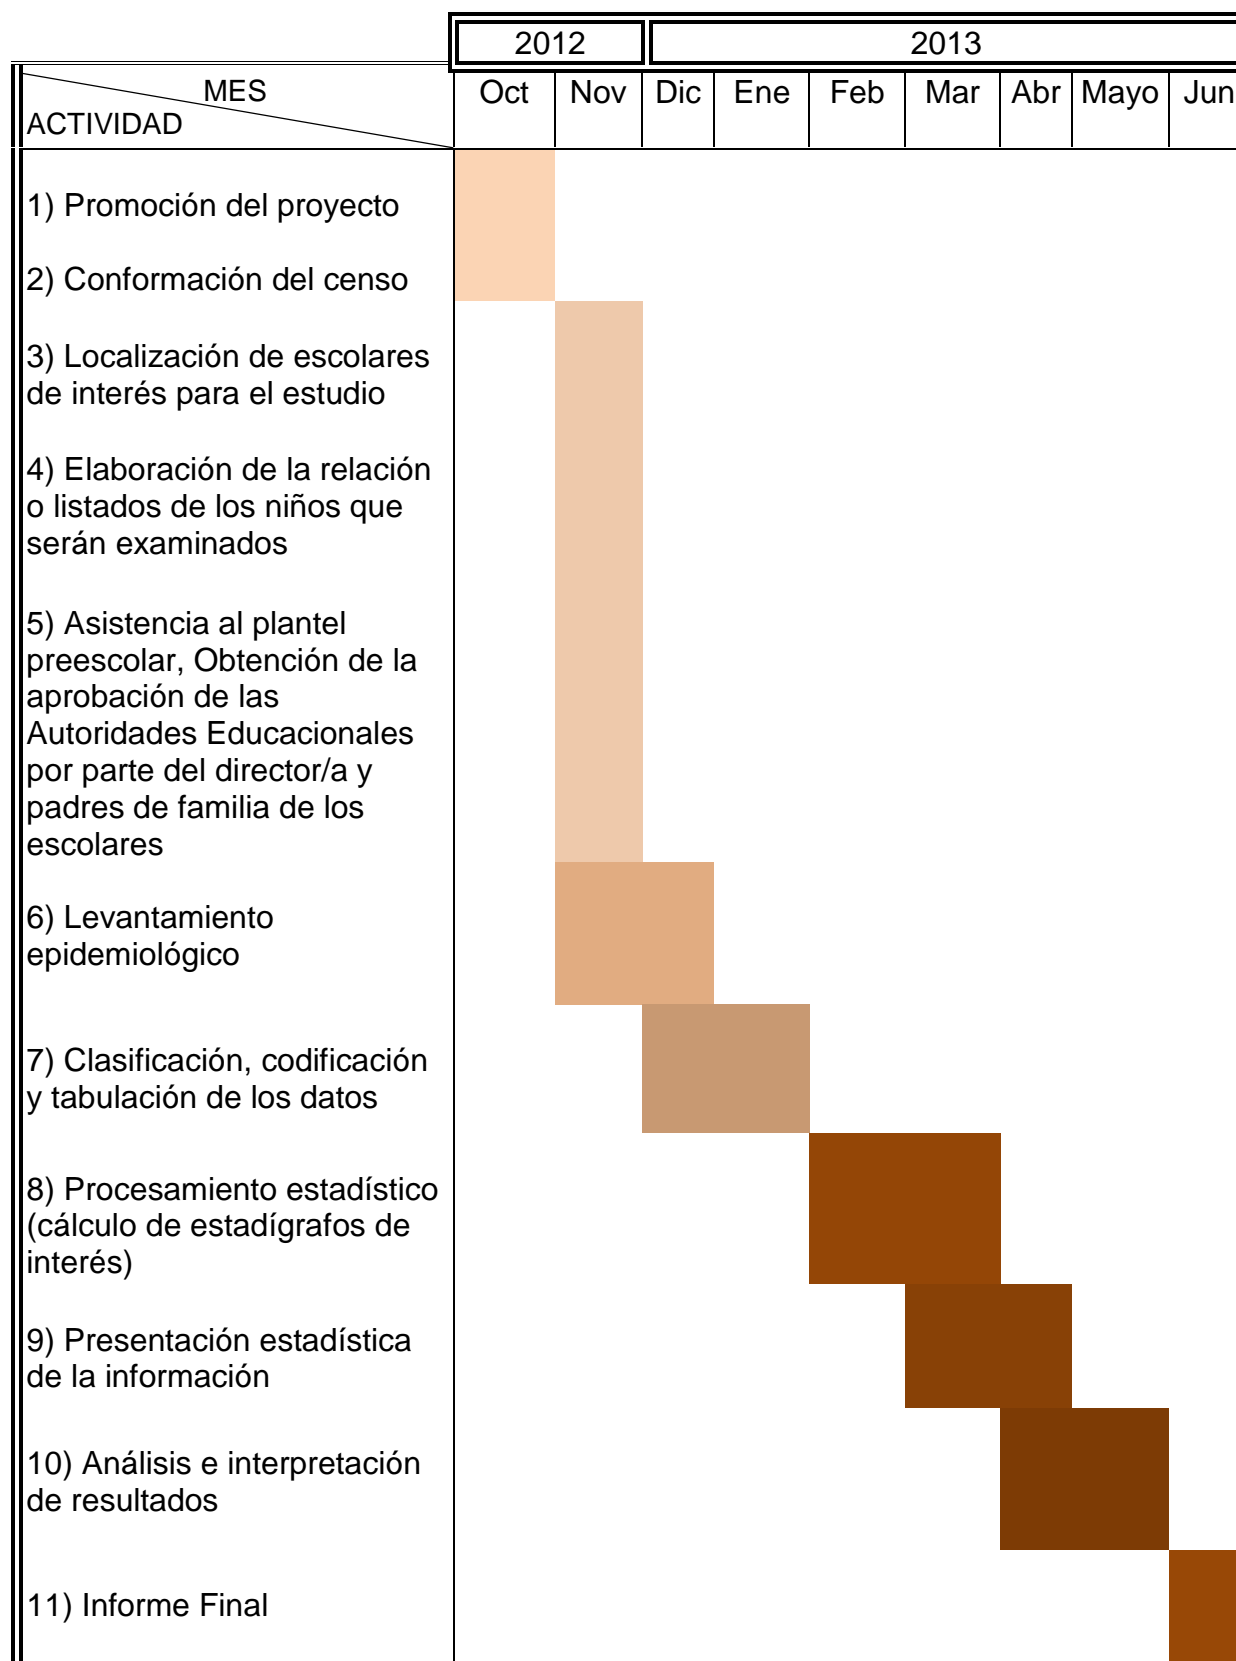 2012 2013
MES Oct Nov Dic Ene Feb Mar Abr Mayo Jun
ACTIVIDAD
1) Promoción del proyecto
2) Conformación del censo
3) Localización de escolares
de interés para el estudio
4) Elaboración de la relación
o listados de los niños que
serán examinados
5) Asistencia al plantel
preescolar, Obtención de la
aprobación de las
Autoridades Educacionales
por parte del director/a y
padres de familia de los
escolares
6) Levantamiento
epidemiológico
7) Clasificación, codificación
y tabulación de los datos
8) Procesamiento estadístico
(cálculo de estadígrafos de
interés)
9) Presentación estadística
de la información
10) Análisis e interpretación
de resultados
11) Informe Final